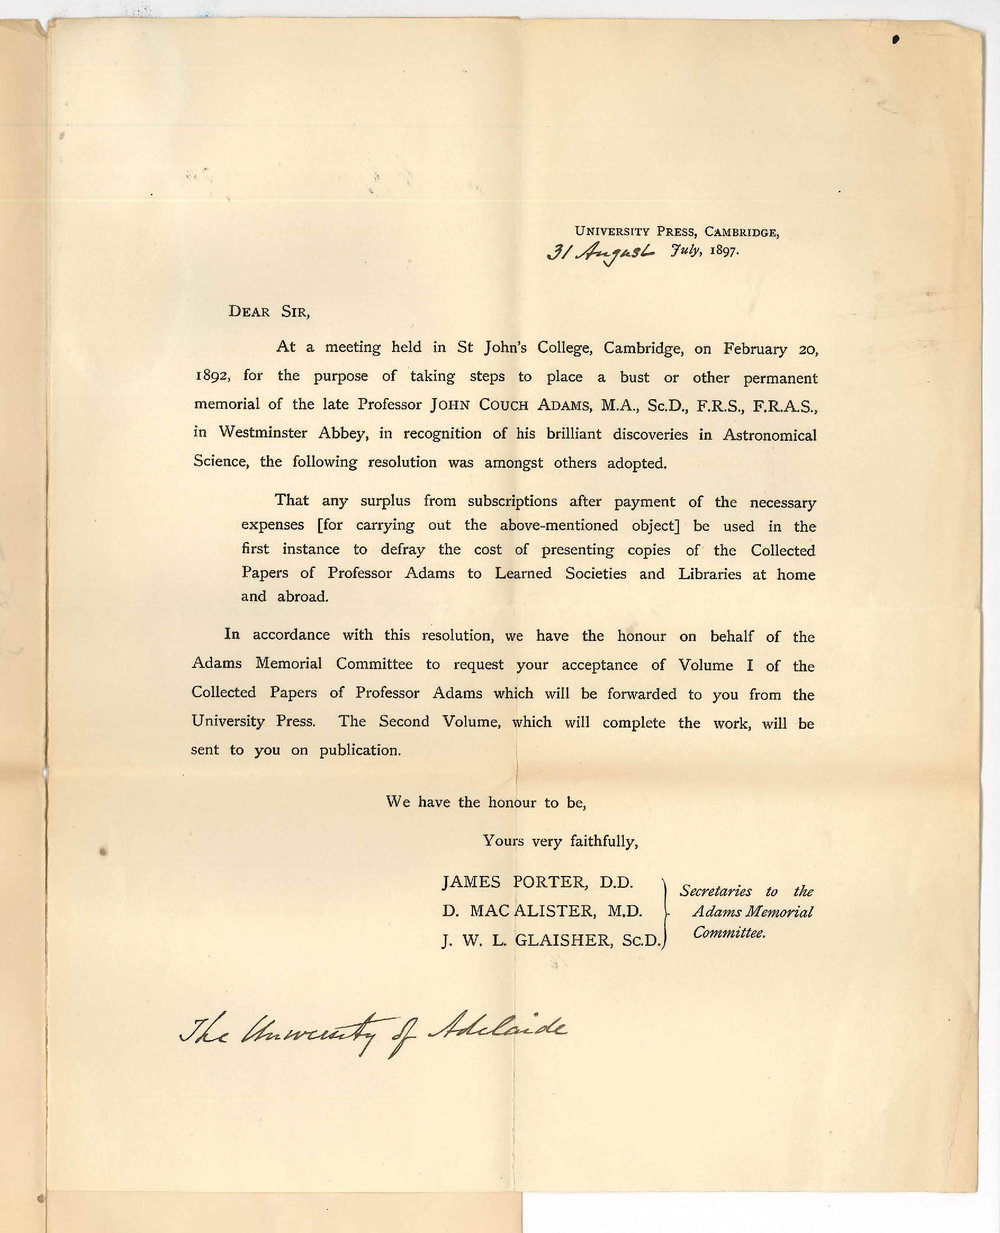 University Press, Cambridge,
31 August July, 1897.
Dear Sir,
At a meeting held in St John's College, Cambridge, on February 20,
1892, for the purpose of taking steps to place a bust or other permanent
memorial of the late Professor John Couch Adams, M.A., Sc.D., F.R.S., F.R.A.S.,
in Westminster Abbey, in recognition of his brilliant discoveries in Astronomical
Science, the following resolution was amongst others adopted.
That any surplus from subscriptions after payment of the necessary
expenses [for carrying out the above-mentioned object] be used in the
first instance to defray the cost of presenting copies of the Collected
Papers of Professor Adams to Learned Societies and Libraries at home
and abroad.
In accordance with this resolution, we have the honour on behalf of the
Adams Memorial Committee to request your acceptance of Volume I of the
Collected Papers of Professor Adams which will be forwarded to you from the
University Press. The Second Volume, which will complete the work, will be
sent to you on publication.
We have the honour to be,
Yours very faithfully,
JAMES PORTER, D.D.
D. MAC ALISTER, M.D.
J. W. L. GLAISHER, Sc.D.
Secretaries to the
Adams Memorial
Committee.
The University of Adelaide